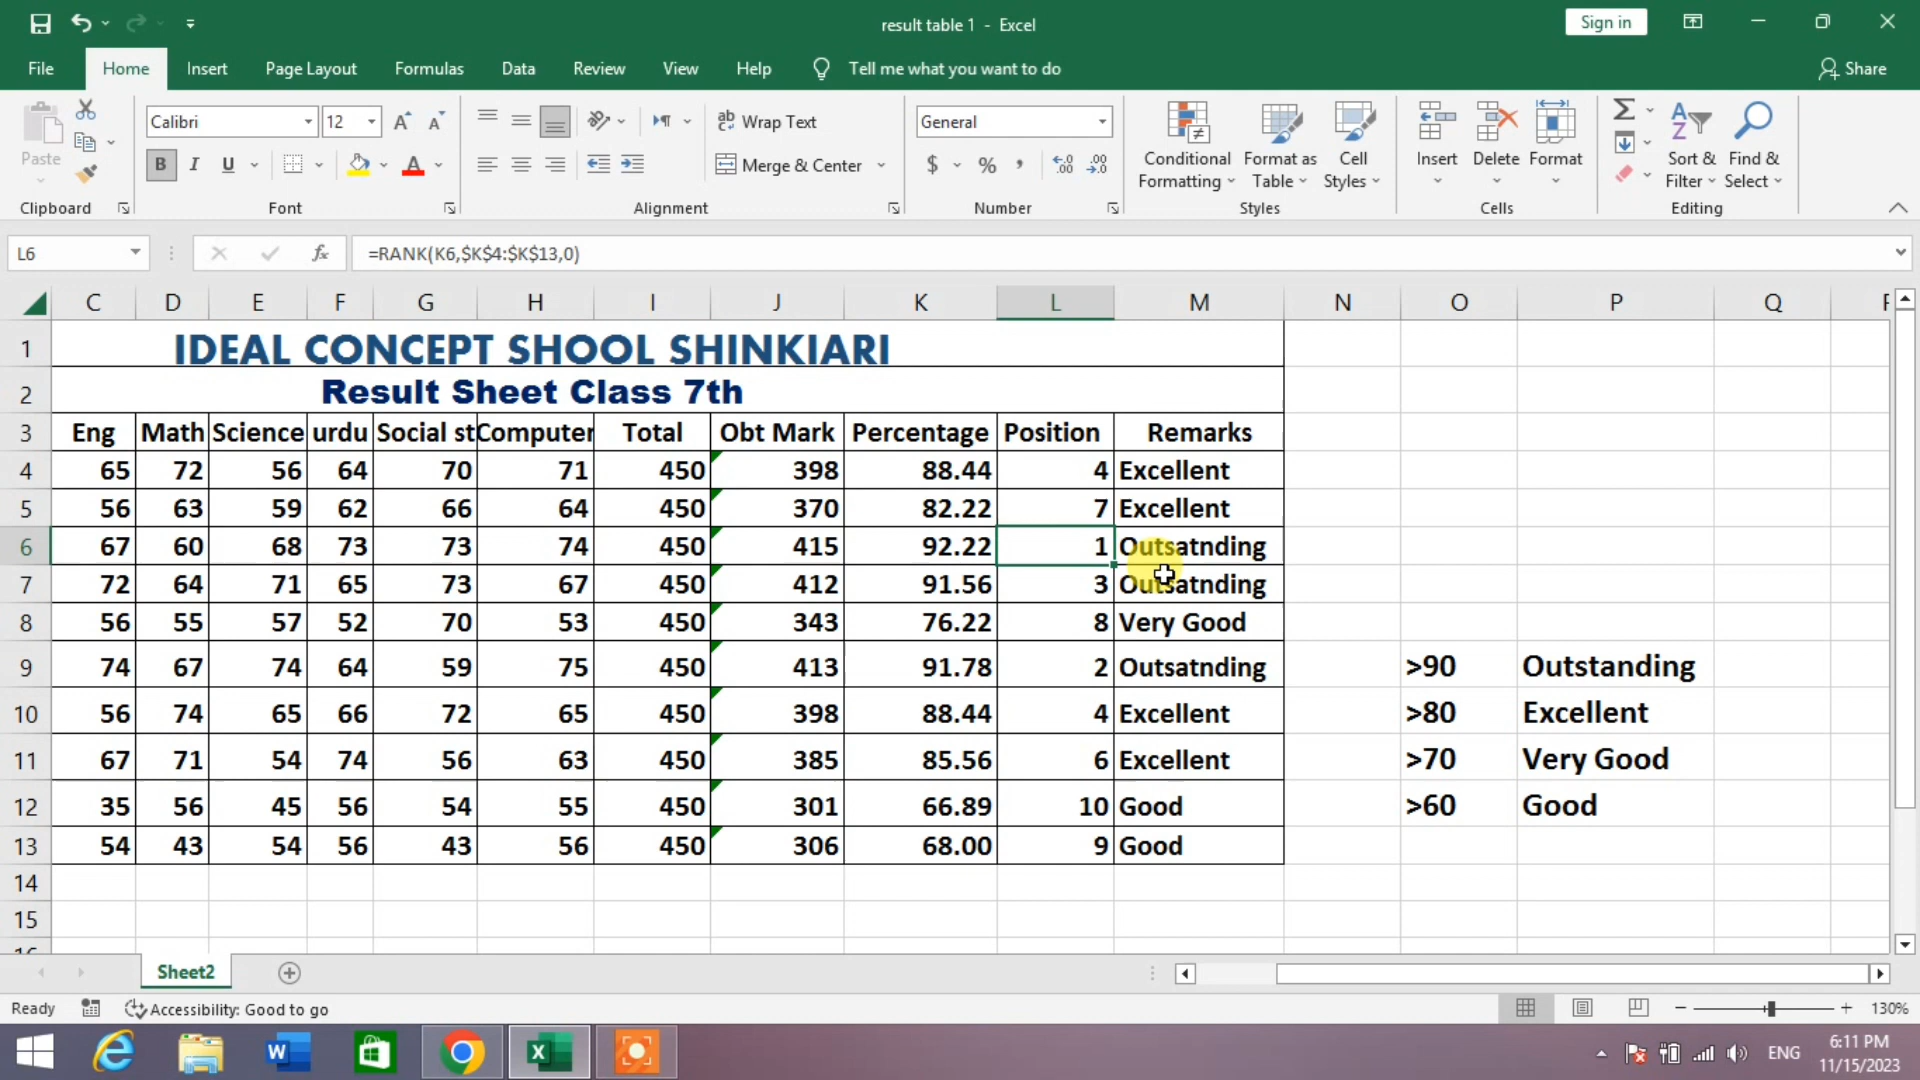 result table 1 - Excel
Sign in
File Home Insert Page Layout Formulas Data Review View Help Tell me what you want to do Share
Paste
Calibri 12
B I U
Wrap Text
Merge & Center
General
$ % ,
Conditional Formatting
Format as Table
Cell Styles
Insert Delete Format
Sort & Filter
Find & Select
Clipboard Font Alignment Number Styles Cells Editing
L6 fx =RANK(K6,$K$4:$K$13,0)
C D E F G H I J K L M N O P Q
1 IDEAL CONCEPT SHOOL SHINKIARI
2 Result Sheet Class 7th
3 Eng Math Science urdu Social st Computer Total Obt Mark Percentage Position Remarks
4 65 72 56 64 70 71 450 398 88.44 4 Excellent
5 56 63 59 62 66 64 450 370 82.22 7 Excellent
6 67 60 68 73 73 74 450 415 92.22 1 Outsatnding
7 72 64 71 65 73 67 450 412 91.56 3 Outsatnding
8 56 55 57 52 70 53 450 343 76.22 8 Very Good
9 74 67 74 64 59 75 450 413 91.78 2 Outsatnding >90 Outstanding
10 56 74 65 66 72 65 450 398 88.44 4 Excellent >80 Excellent
11 67 71 54 74 56 63 450 385 85.56 6 Excellent >70 Very Good
12 35 56 45 56 54 55 450 301 66.89 10 Good >60 Good
13 54 43 54 56 43 56 450 306 68.00 9 Good
14
15
Sheet2
Ready Accessibility: Good to go 130%
ENG
6:11 PM
11/15/2023